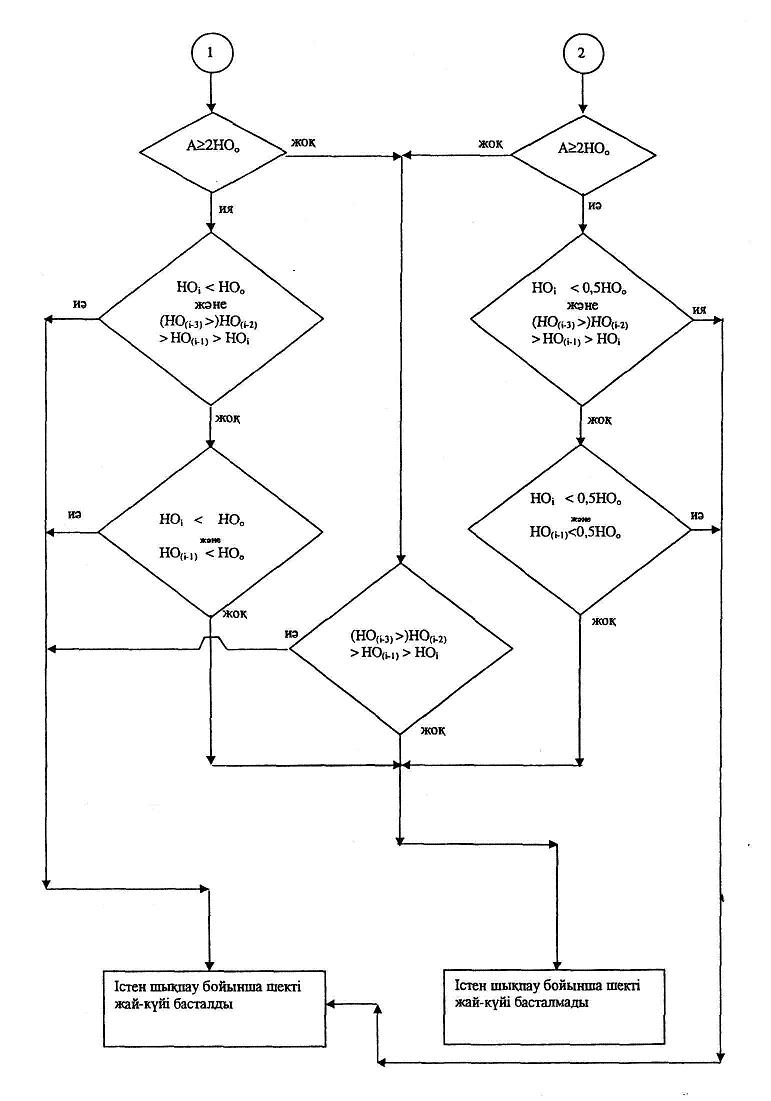 1
2
A≥2HOₒ
жоқ
жоқ
A≥2HOₒ
ия
иә
HOᵢ < HOₒ
және
(HO₍ᵢ₋₃₎ >)HO₍ᵢ₋₂₎
> HO₍ᵢ₋₁₎ > HOᵢ
иә
жоқ
HOᵢ < 0,5HOₒ
және
(HO₍ᵢ₋₃₎ >)HO₍ᵢ₋₂₎
> HO₍ᵢ₋₁₎ > HOᵢ
ия
жоқ
иә
HOᵢ < HOₒ
және
HO₍ᵢ₋₁₎ < HOₒ
жоқ
HOᵢ < 0,5HOₒ
және
HO₍ᵢ₋₁₎<0,5HOₒ
иә
жоқ
иә
(HO₍ᵢ₋₃₎ >)HO₍ᵢ₋₂₎
> HO₍ᵢ₋₁₎ > HOᵢ
жоқ
Істен шықпау бойынша шекті
жай-күйі басталды
Істен шықпау бойынша шекті
жай-күйі басталмады